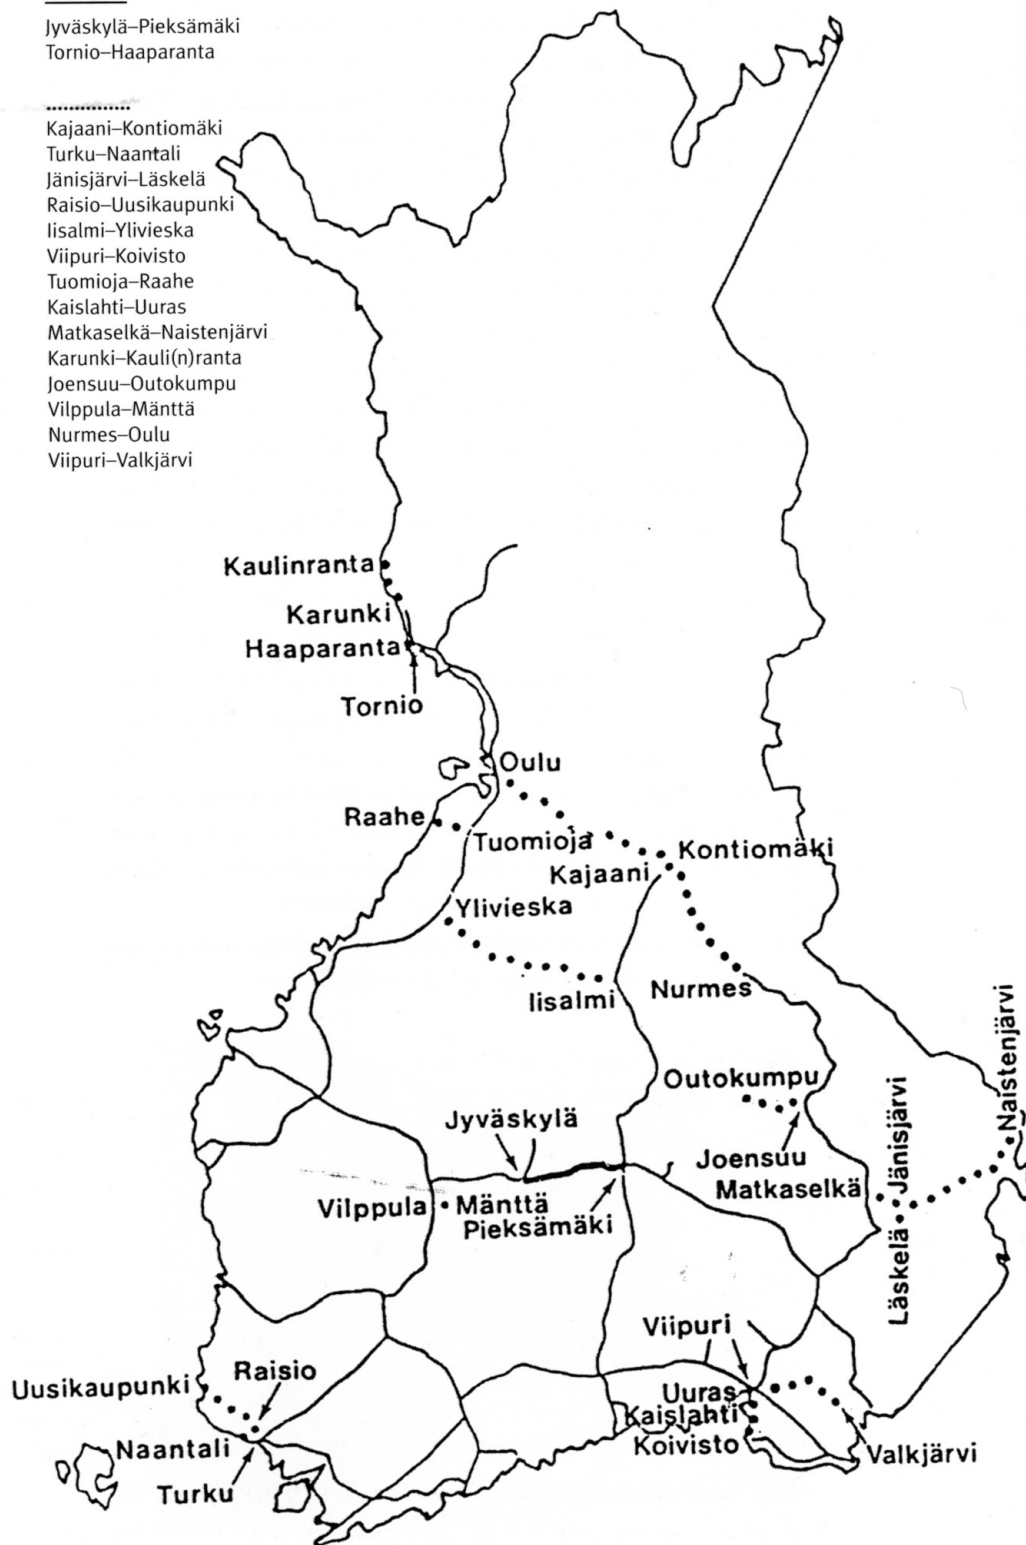 Jyväskylä–Pieksämäki
Tornio–Haaparanta
Kajaani–Kontiomäki
Turku–Naantali
Jänisjärvi–Läskelä
Raisio–Uusikaupunki
Iisalmi–Ylivieska
Viipuri–Koivisto
Tuomioja–Raahe
Kaislahti–Uuras
Matkaselkä–Naistenjärvi
Karunki–Kauli(n)ranta
Joensuu–Outokumpu
Vilppula–Mänttä
Nurmes–Oulu
Viipuri–Valkjärvi
Kaulinranta
Karunki
Haaparanta
Tornio
Oulu
Raahe
Tuomioja
Kontiomäki
Kajaani
Ylivieska
Iisalmi
Nurmes
Naistenjärvi
Outokumpu
Jänisjärvi
Jyväskylä
Joensuu
Matkaselkä
Vilppula
Mänttä
Pieksämäki
Läskelä
Viipuri
Raisio
Uusikaupunki
Uuras
Kaislahti
Koivisto
Naantali
Valkjärvi
Turku